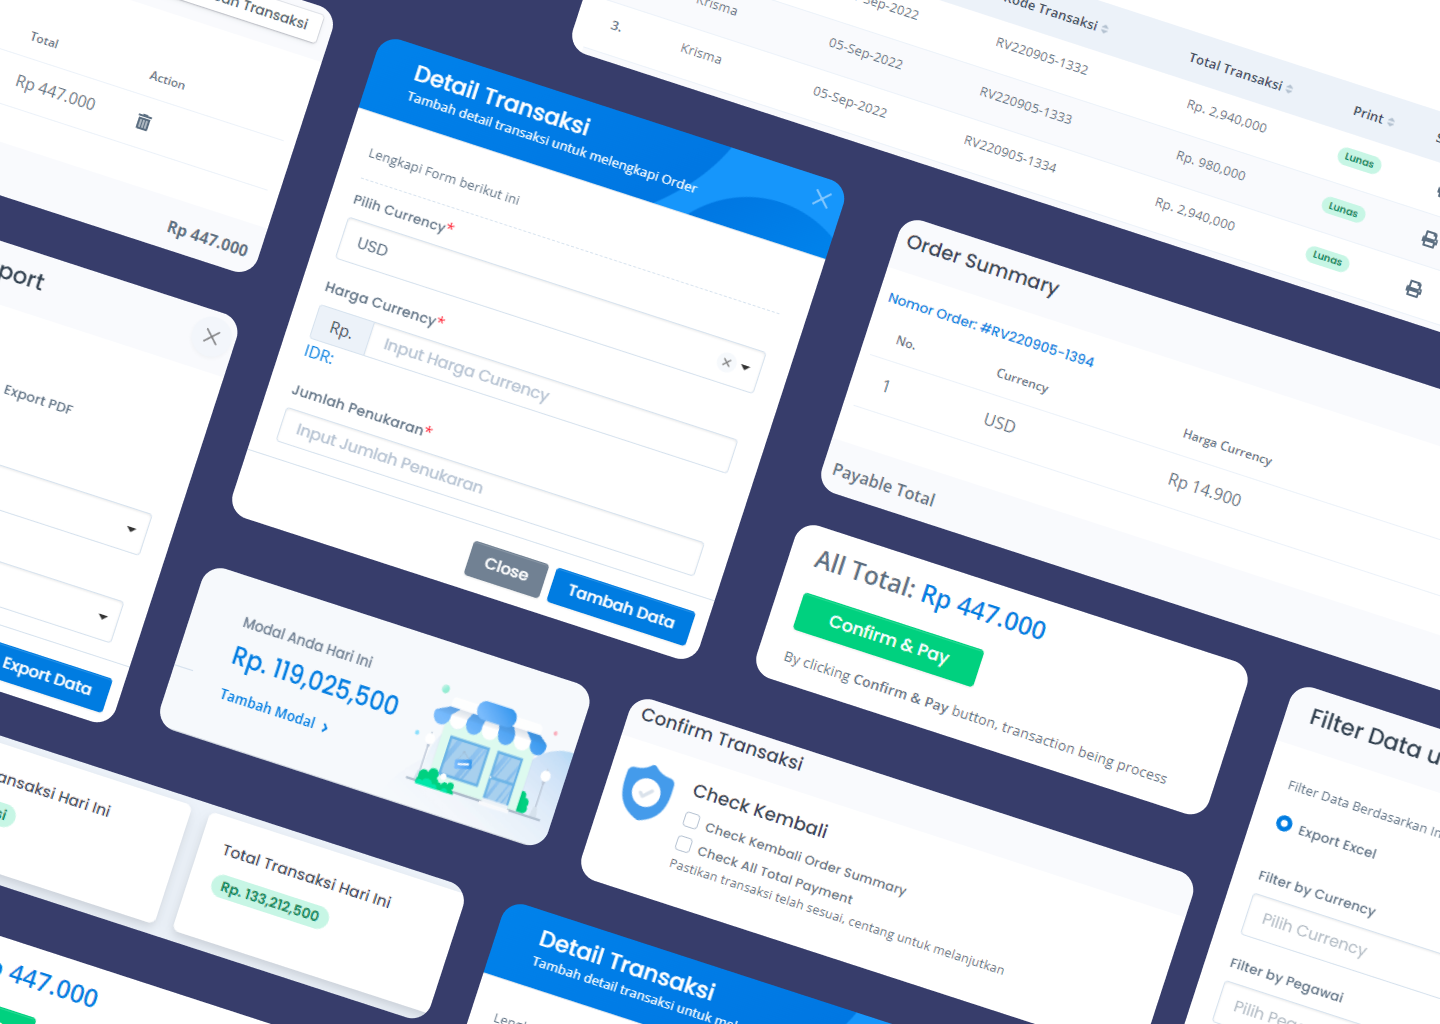 Transaksi
Total
Action
Rp 447.000
Rp 447.000
Export PDF
Export Data
Detail Transaksi
Tambah detail transaksi untuk melengkapi Order
Lengkapi Form berikut ini
Pilih Currency*
USD
Harga Currency*
Rp.
Input Harga Currency
IDR:
Jumlah Penukaran*
Input Jumlah Penukaran
Close
Tambah Data
Kode Transaksi
Total Transaksi
Print
Krisma
Sep-2022
RV220905-1332
Rp. 2,940,000
Lunas
3.
Krisma
05-Sep-2022
RV220905-1333
Rp. 980,000
Lunas
05-Sep-2022
RV220905-1334
Rp. 2,940,000
Lunas
Order Summary
Nomor Order: #RV220905-1394
No.
Currency
Harga Currency
1
USD
Rp 14.900
Payable Total
All Total: Rp 447.000
Confirm & Pay
By clicking Confirm & Pay button, transaction being process
Modal Anda Hari Ini
Rp. 119,025,500
Tambah Modal
Hari Ini
Total Transaksi Hari Ini
Rp. 133,212,500
447.000
Confirm Transaksi
Check Kembali
Check Kembali Order Summary
Check All Total Payment
Pastikan transaksi telah sesuai, centang untuk melanjutkan
Detail Transaksi
Tambah detail transaksi untuk
Filter Data
Filter Data Berdasarkan
Export Excel
Filter by Currency
Pilih Currency
Filter by Pegawai
Pilih